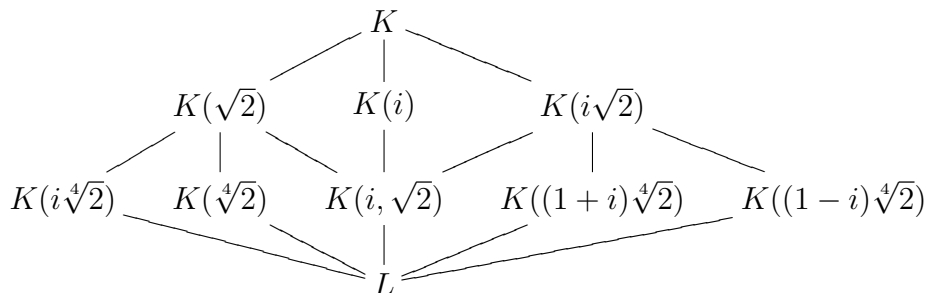 K
K(√2) K(i) K(i√2)
K(i∜2) K(∜2) K(i, √2) K((1 + i)∜2) K((1 − i)∜2)
L